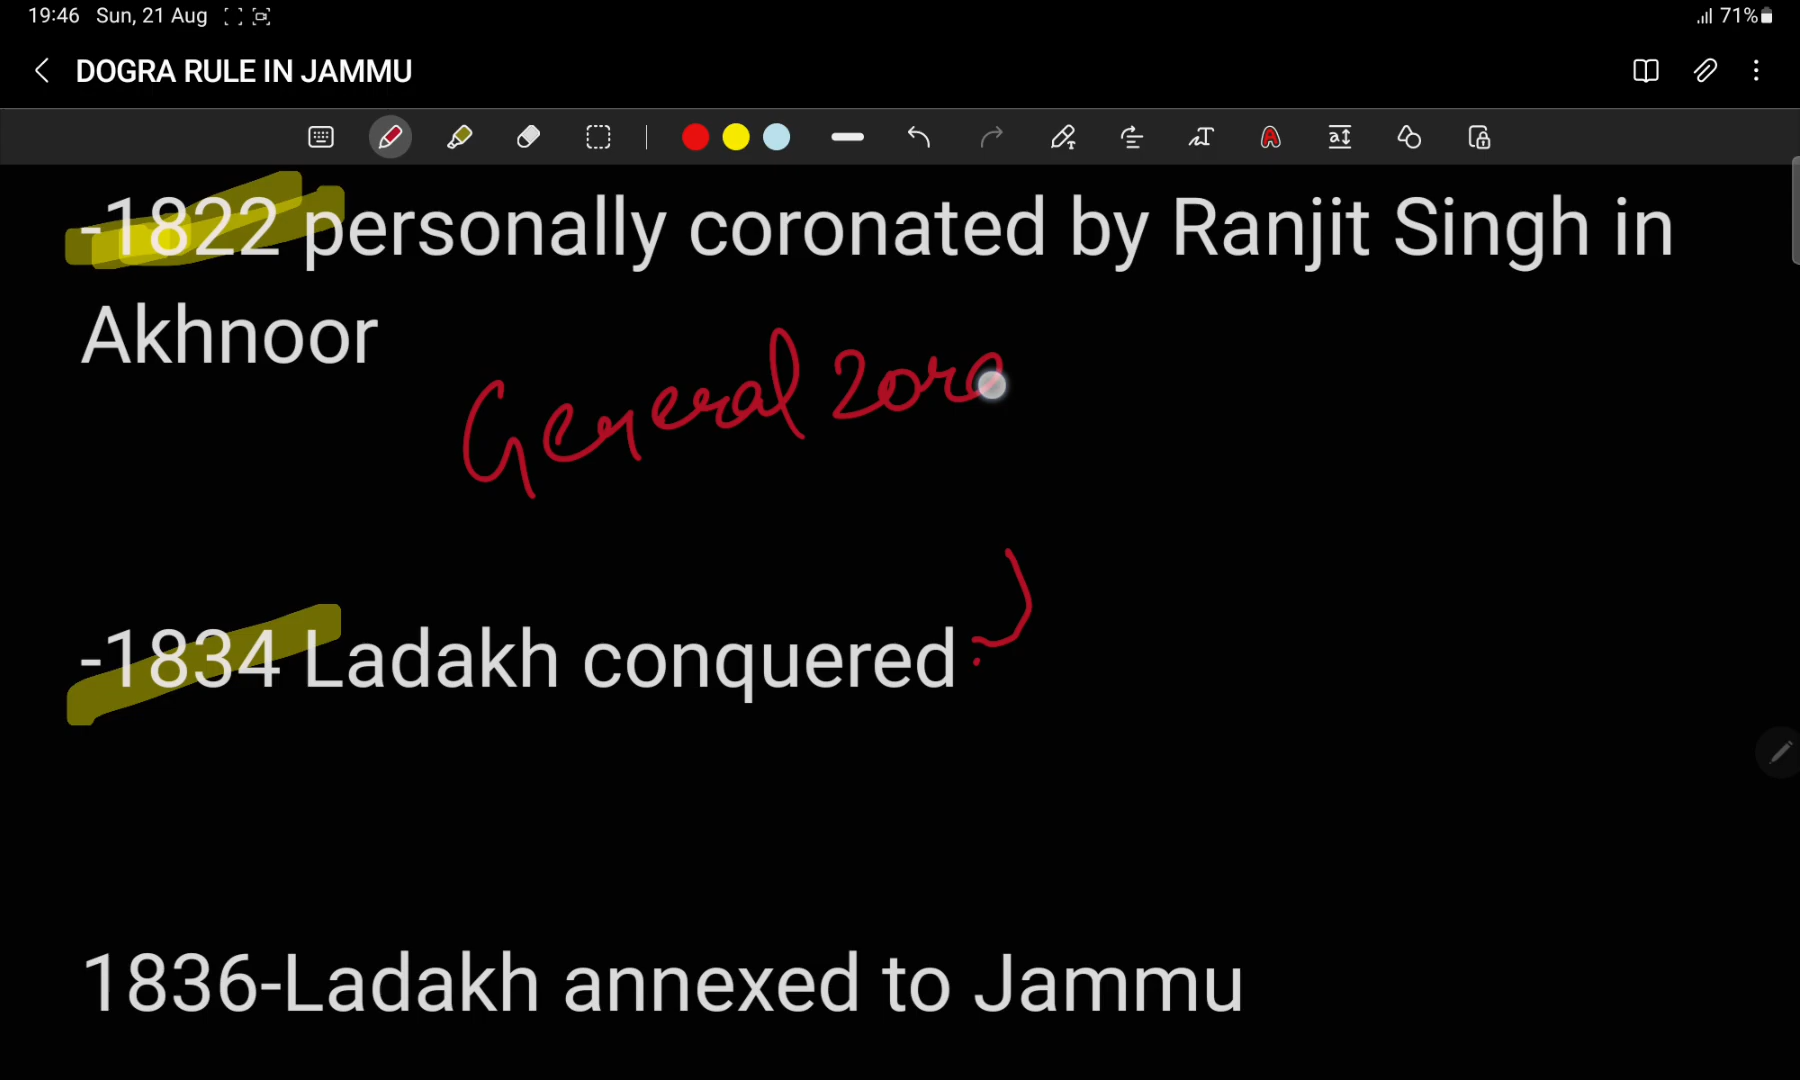 19:46 Sun, 21 Aug
71%
DOGRA RULE IN JAMMU
-1822 personally coronated by Ranjit Singh in
Akhnoor
General Zora
-1834 Ladakh conquered
1836-Ladakh annexed to Jammu